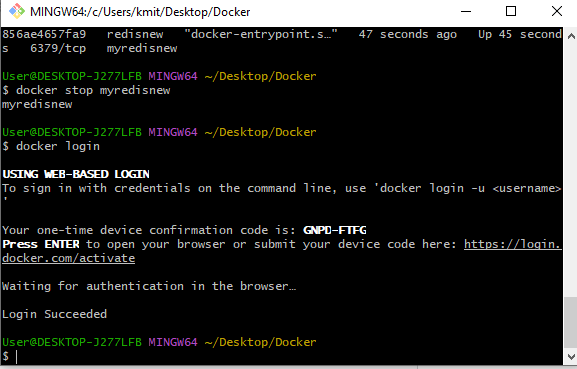 MINGW64:/c/Users/kmit/Desktop/Docker
856ae4657fa9   redisnew   "docker-entrypoint.s…"   47 seconds ago   Up 45 second
s   6379/tcp   myredisnew
User@DESKTOP-J277LFB MINGW64 ~/Desktop/Docker
$ docker stop myredisnew
myredisnew
User@DESKTOP-J277LFB MINGW64 ~/Desktop/Docker
$ docker login
USING WEB-BASED LOGIN
To sign in with credentials on the command line, use 'docker login -u <username>
'
Your one-time device confirmation code is: GNPD-FTFG
Press ENTER to open your browser or submit your device code here: https://login.
docker.com/activate
Waiting for authentication in the browser…
Login Succeeded
User@DESKTOP-J277LFB MINGW64 ~/Desktop/Docker
$